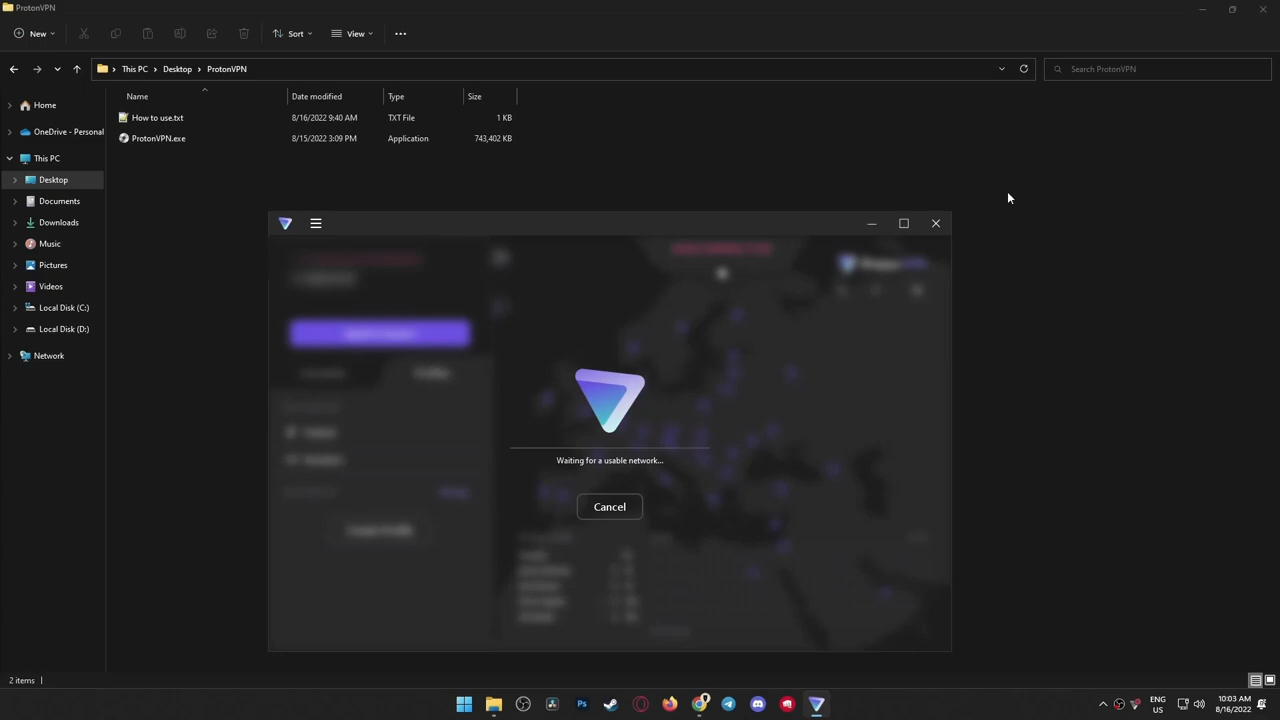 ProtonVPN
New
Sort
View
This PC > Desktop > ProtonVPN
Search ProtonVPN
Name
Date modified
Type
Size
How to use.txt
8/16/2022 9:40 AM
TXT File
1 KB
ProtonVPN.exe
8/15/2022 3:09 PM
Application
743,402 KB
Home
OneDrive - Personal
This PC
Desktop
Documents
Downloads
Music
Pictures
Videos
Local Disk (C:)
Local Disk (D:)
Network
Waiting for a usable network...
Cancel
2 items
Ps
ENG
US
10:03 AM
8/16/2022